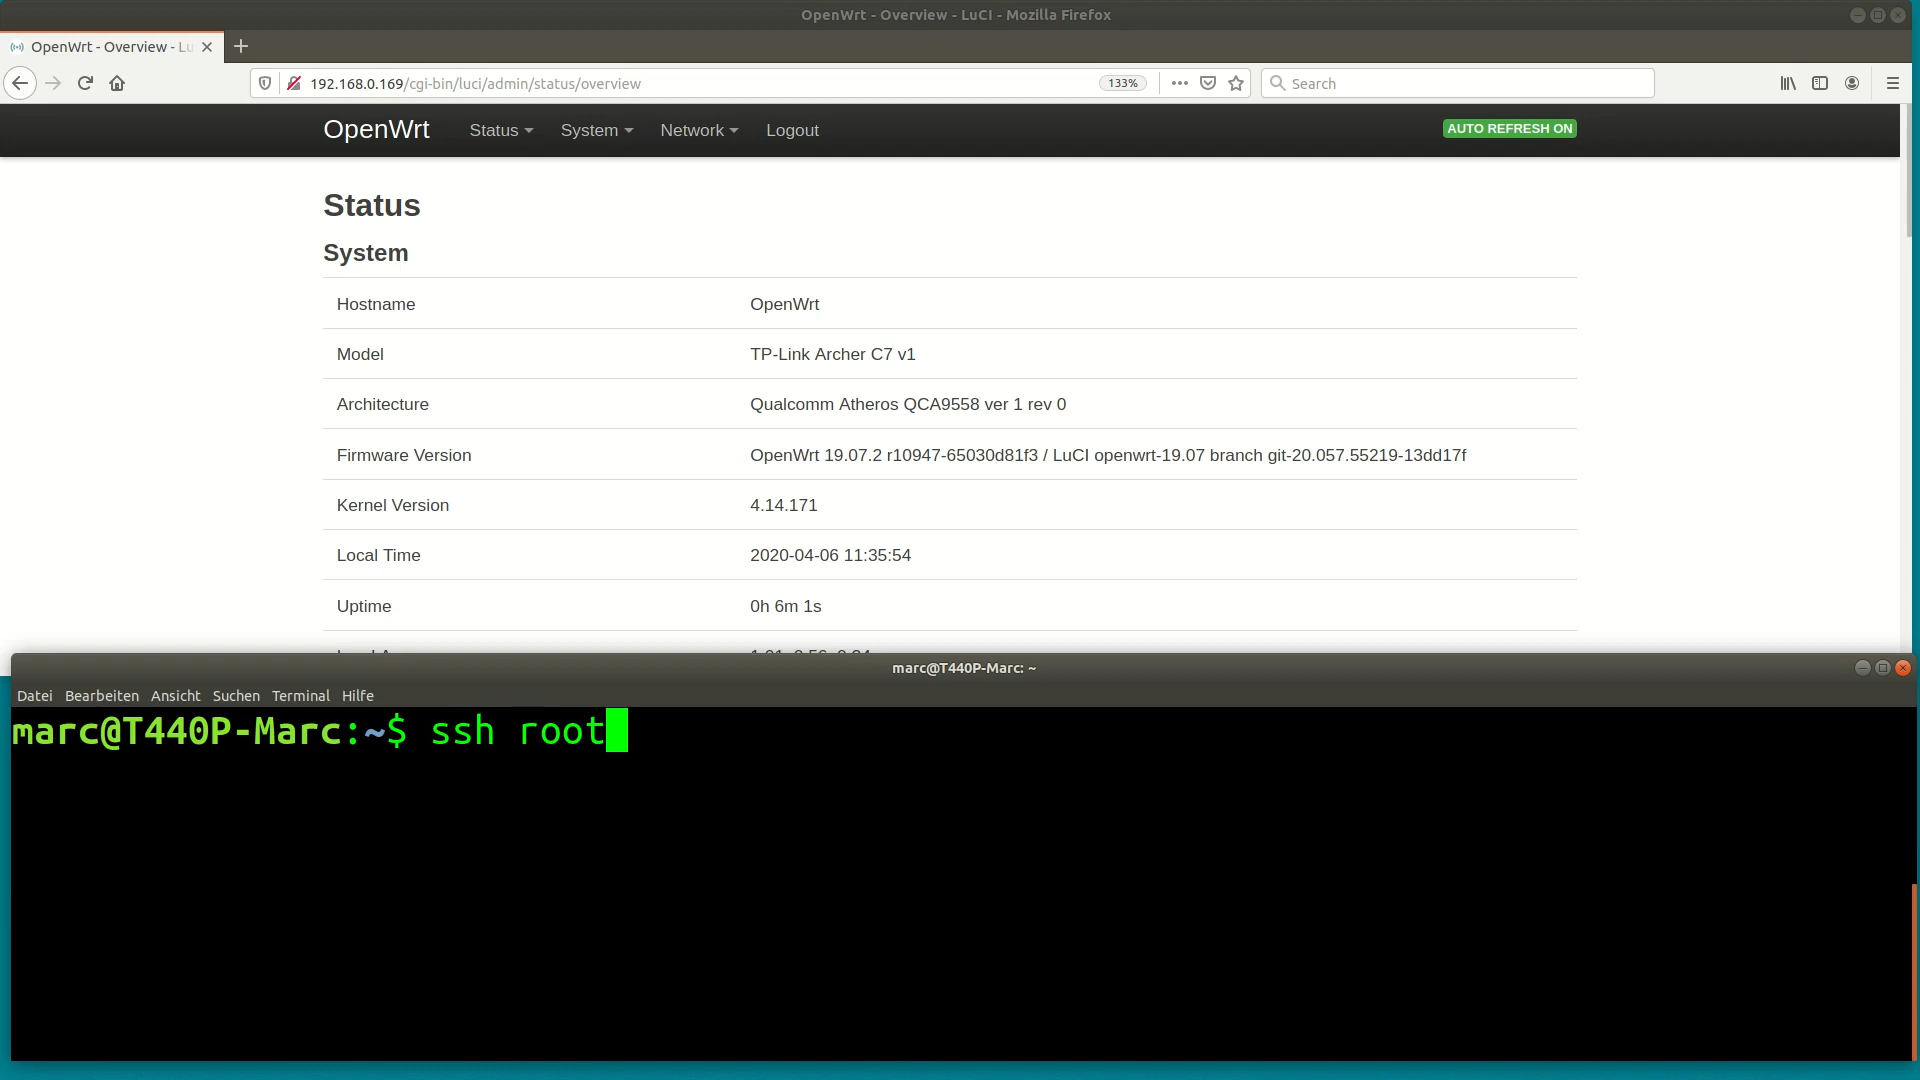 OpenWrt - Overview - LuCI - Mozilla Firefox
OpenWrt - Overview - Lu
192.168.0.169/cgi-bin/luci/admin/status/overview
133%
Search
OpenWrt
Status
System
Network
Logout
AUTO REFRESH ON
Status
System
Hostname OpenWrt
Model TP-Link Archer C7 v1
Architecture Qualcomm Atheros QCA9558 ver 1 rev 0
Firmware Version OpenWrt 19.07.2 r10947-65030d81f3 / LuCI openwrt-19.07 branch git-20.057.55219-13dd17f
Kernel Version 4.14.171
Local Time 2020-04-06 11:35:54
Uptime 0h 6m 1s
marc@T440P-Marc: ~
Datei Bearbeiten Ansicht Suchen Terminal Hilfe
marc@T440P-Marc:~$ ssh root